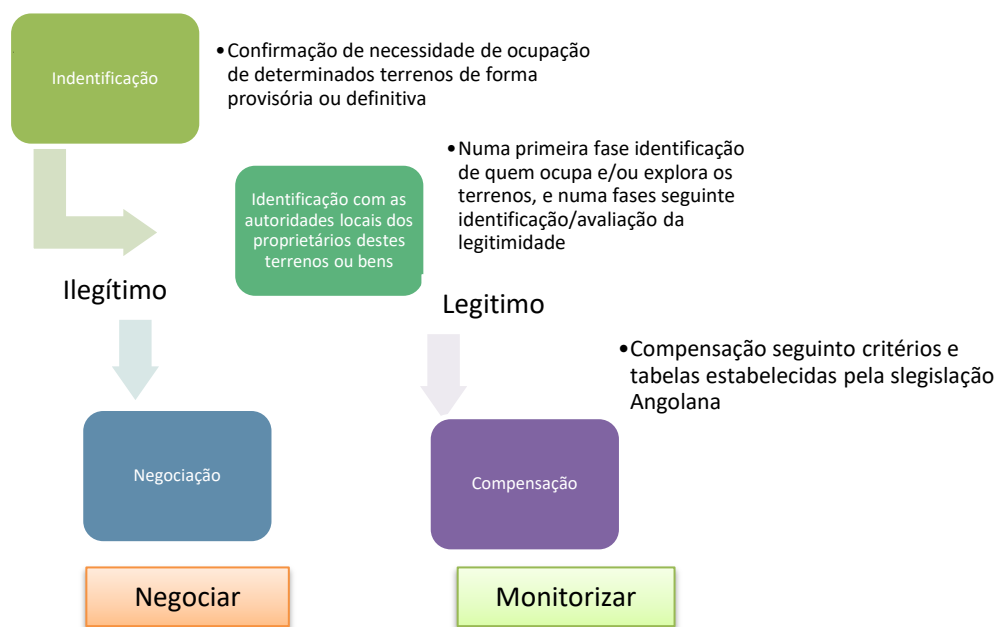 Indentificação
•Confirmação de necessidade de ocupação
de determinados terrenos de forma
provisória ou definitiva
Identificação com as
autoridades locais dos
proprietários destes
terrenos ou bens
•Numa primeira fase identificação
de quem ocupa e/ou explora os
terrenos, e numa fases seguinte
identificação/avaliação da
legitimidade
Ilegítimo
Legitimo
•Compensação seguinto critérios e
tabelas estabelecidas pela slegislação
Angolana
Negociação
Compensação
Negociar
Monitorizar